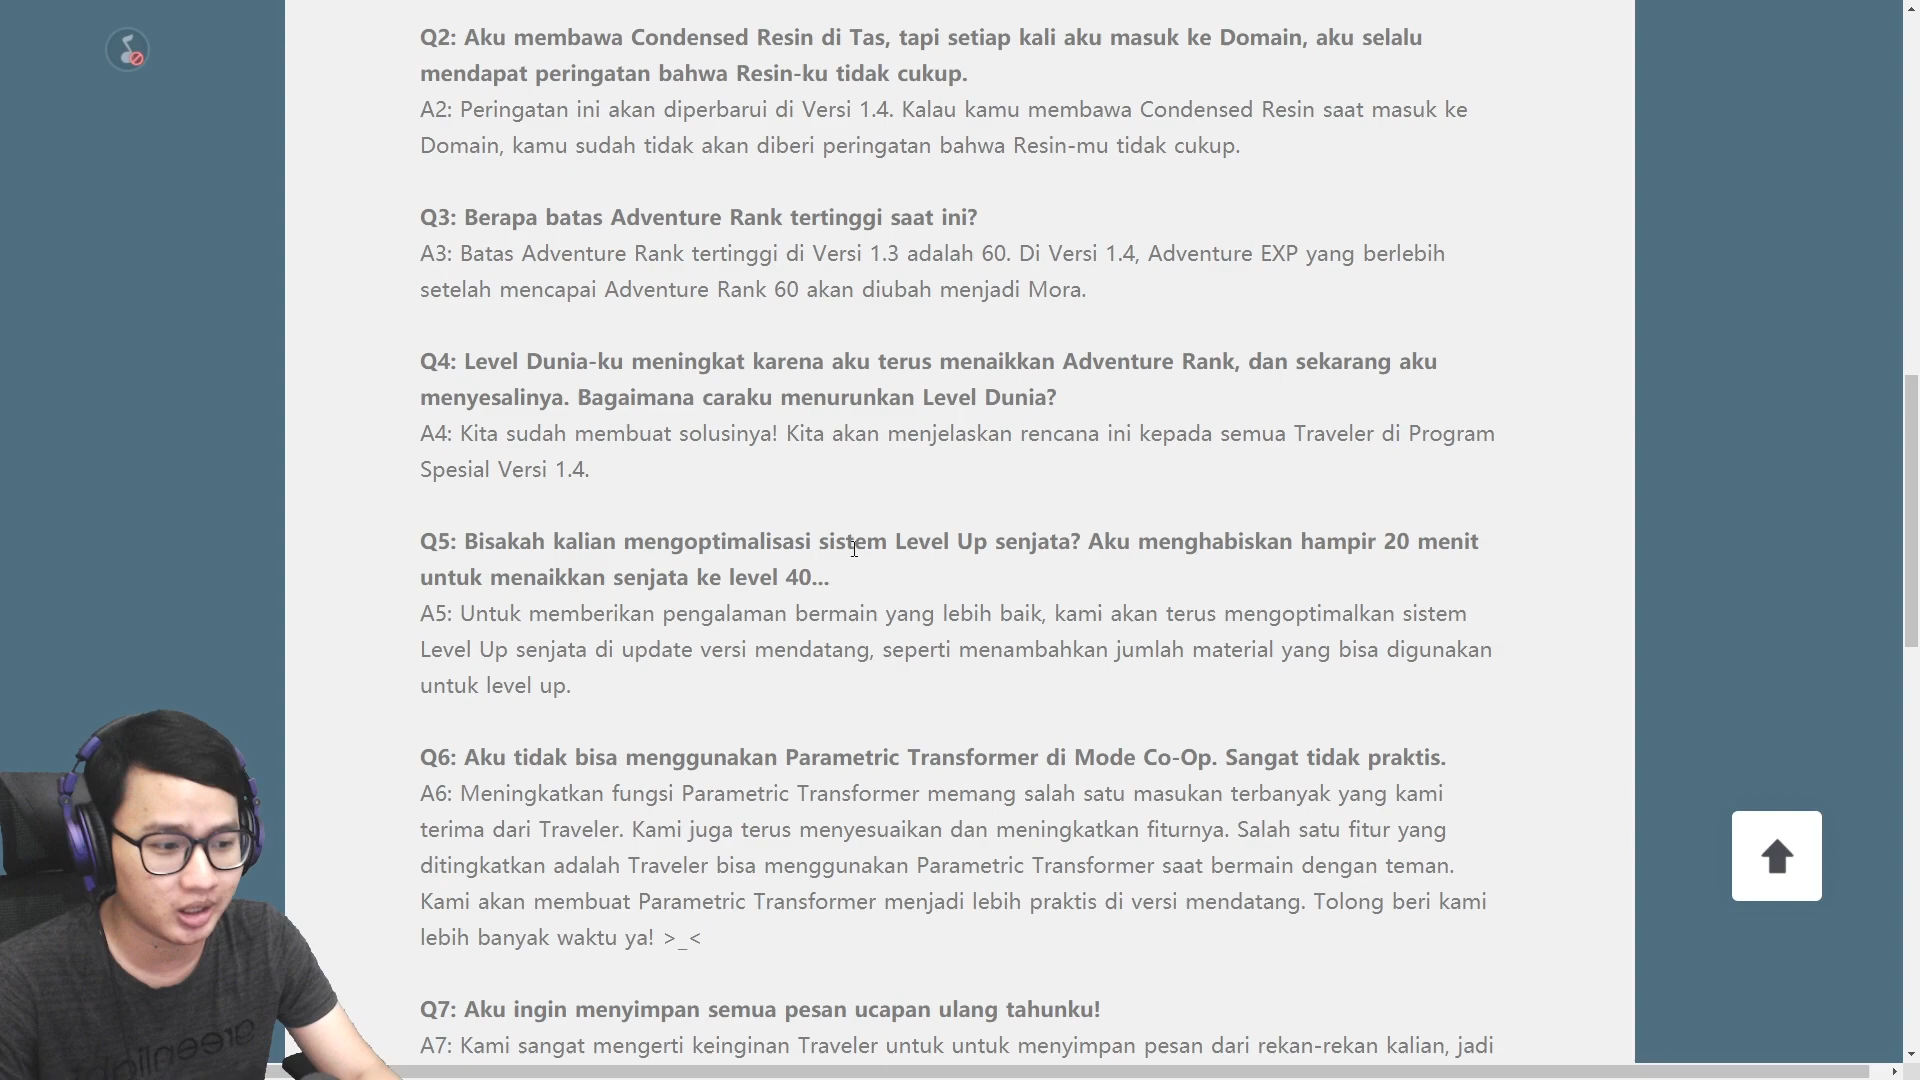 Q2: Aku membawa Condensed Resin di Tas, tapi setiap kali aku masuk ke Domain, aku selalu
mendapat peringatan bahwa Resin-ku tidak cukup.
A2: Peringatan ini akan diperbarui di Versi 1.4. Kalau kamu membawa Condensed Resin saat masuk ke
Domain, kamu sudah tidak akan diberi peringatan bahwa Resin-mu tidak cukup.
Q3: Berapa batas Adventure Rank tertinggi saat ini?
A3: Batas Adventure Rank tertinggi di Versi 1.3 adalah 60. Di Versi 1.4, Adventure EXP yang berlebih
setelah mencapai Adventure Rank 60 akan diubah menjadi Mora.
Q4: Level Dunia-ku meningkat karena aku terus menaikkan Adventure Rank, dan sekarang aku
menyesalinya. Bagaimana caraku menurunkan Level Dunia?
A4: Kita sudah membuat solusinya! Kita akan menjelaskan rencana ini kepada semua Traveler di Program
Spesial Versi 1.4.
Q5: Bisakah kalian mengoptimalisasi sistem Level Up senjata? Aku menghabiskan hampir 20 menit
untuk menaikkan senjata ke level 40...
A5: Untuk memberikan pengalaman bermain yang lebih baik, kami akan terus mengoptimalkan sistem
Level Up senjata di update versi mendatang, seperti menambahkan jumlah material yang bisa digunakan
untuk level up.
Q6: Aku tidak bisa menggunakan Parametric Transformer di Mode Co-Op. Sangat tidak praktis.
A6: Meningkatkan fungsi Parametric Transformer memang salah satu masukan terbanyak yang kami
terima dari Traveler. Kami juga terus menyesuaikan dan meningkatkan fiturnya. Salah satu fitur yang
ditingkatkan adalah Traveler bisa menggunakan Parametric Transformer saat bermain dengan teman.
Kami akan membuat Parametric Transformer menjadi lebih praktis di versi mendatang. Tolong beri kami
lebih banyak waktu ya! >_<
Q7: Aku ingin menyimpan semua pesan ucapan ulang tahunku!
A7: Kami sangat mengerti keinginan Traveler untuk untuk menyimpan pesan dari rekan-rekan kalian, jadi